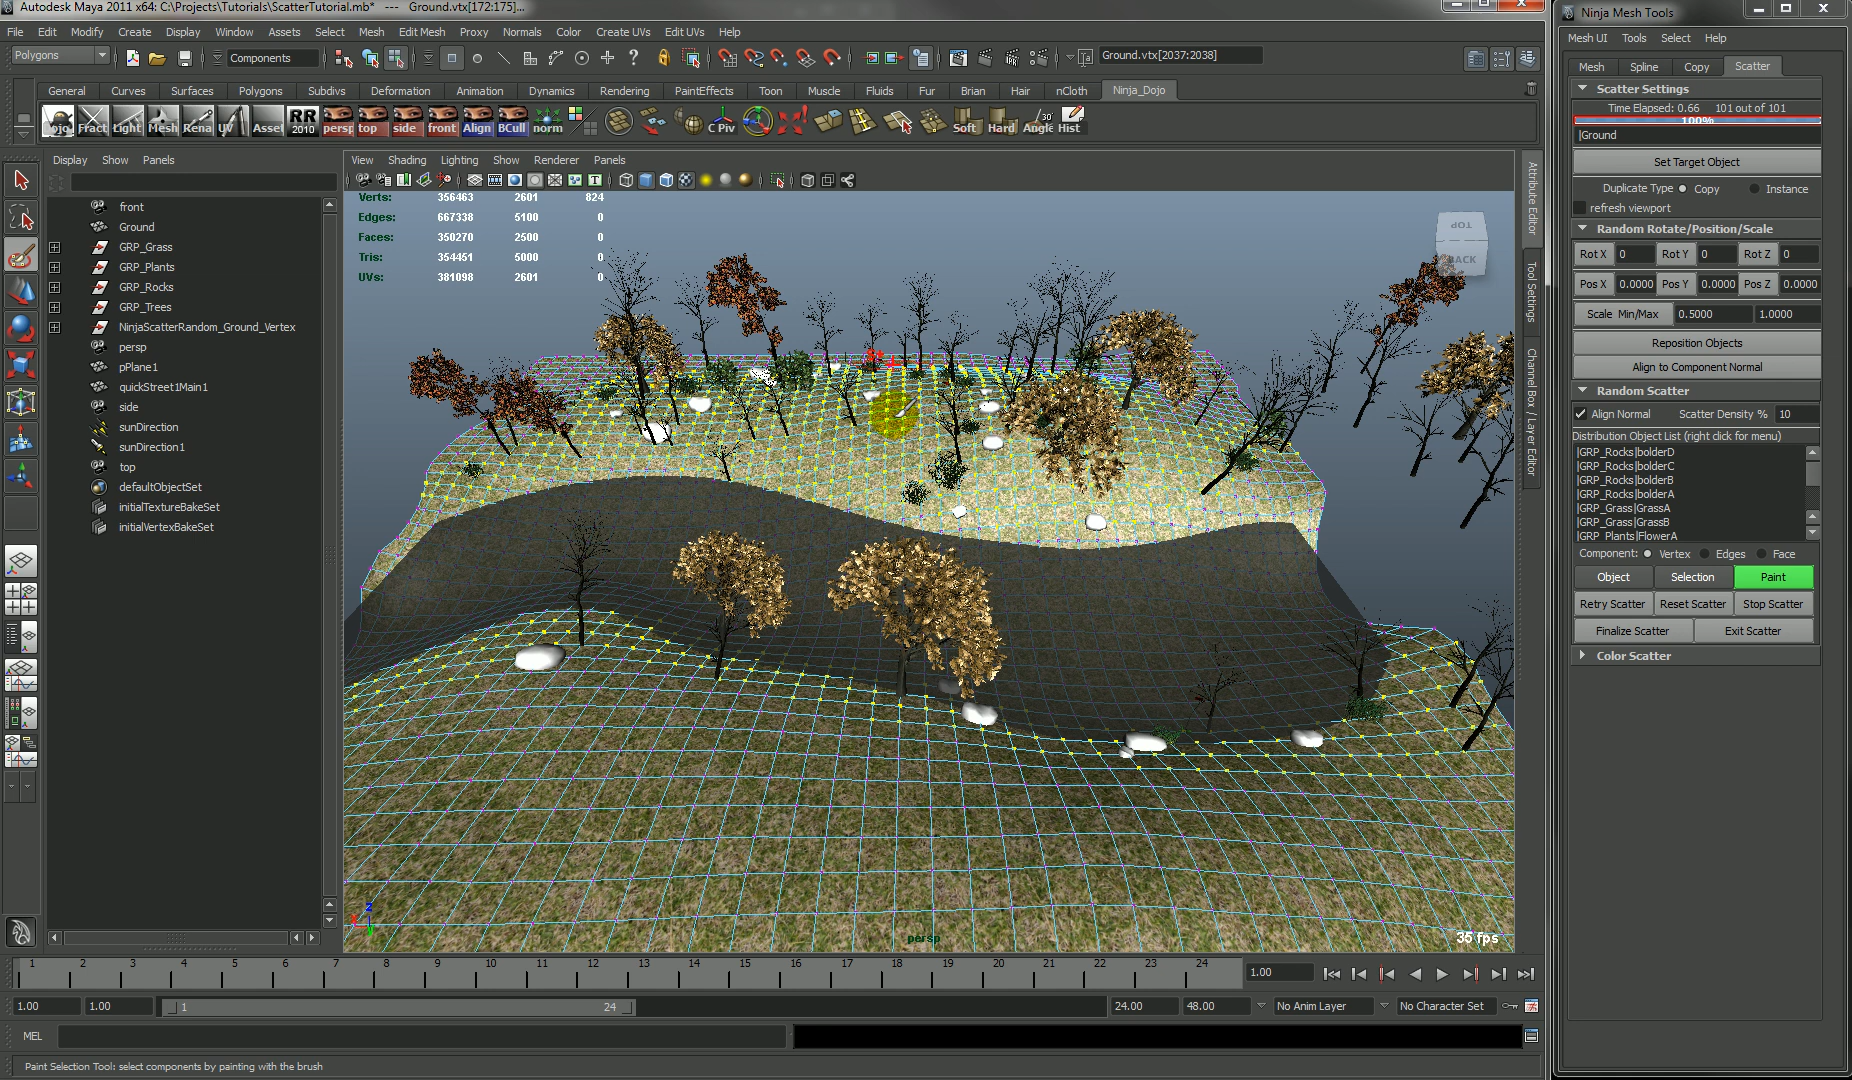 Autodesk Maya 2011 x64: C:\Projects\Tutorials\ScatterTutorial.mb*   ---   Ground.vtx[172:175]...
File Edit Modify Create Display Window Assets Select Mesh Edit Mesh Proxy Normals Color Create UVs Edit UVs Help
Polygons
Components
Ground.vtx[2037:2038]
General Curves Surfaces Polygons Subdivs Deformation Animation Dynamics Rendering PaintEffects Toon Muscle Fluids Fur Brian Hair nCloth Ninja_Dojo
Fract Light Mesh Rena UV Asset RR 2010 persp top side front Align BCull norm C Piv Soft Hard Angle 30 Hist
Display Show Panels
front
Ground
GRP_Grass
GRP_Plants
GRP_Rocks
GRP_Trees
NinjaScatterRandom_Ground_Vertex
persp
pPlane1
quickStreet1Main1
side
sunDirection
sunDirection1
top
defaultObjectSet
initialTextureBakeSet
initialVertexBakeSet
View Shading Lighting Show Renderer Panels
Verts: 356463 2601 824
Edges: 667338 5100 0
Faces: 350270 2500 0
Tris: 354451 5000 0
UVs: 381098 2601 0
TOP
BACK
persp
35 fps
Attribute Editor
Tool Settings
Channel Box / Layer Editor
1 2 3 4 5 6 7 8 9 10 11 12 13 14 15 16 17 18 19 20 21 22 23 24
1.00
1.00 1.00 1 24 24.00 48.00 No Anim Layer No Character Set
MEL
Paint Selection Tool: select components by painting with the brush
Ninja Mesh Tools
Mesh UI Tools Select Help
Mesh Spline Copy Scatter
Scatter Settings
Time Elapsed: 0.66 101 out of 101
100%
|Ground
Set Target Object
Duplicate Type Copy Instance
refresh viewport
Random Rotate/Position/Scale
Rot X 0 Rot Y 0 Rot Z 0
Pos X 0.0000 Pos Y 0.0000 Pos Z 0.0000
Scale Min/Max 0.5000 1.0000
Reposition Objects
Align to Component Normal
Random Scatter
Align Normal Scatter Density % 10
Distribution Object List (right click for menu)
|GRP_Rocks|bolderD
|GRP_Rocks|bolderC
|GRP_Rocks|bolderB
|GRP_Rocks|bolderA
|GRP_Grass|GrassA
|GRP_Grass|GrassB
|GRP_Plants|FlowerA
Component: Vertex Edges Face
Object Selection Paint
Retry Scatter Reset Scatter Stop Scatter
Finalize Scatter Exit Scatter
Color Scatter